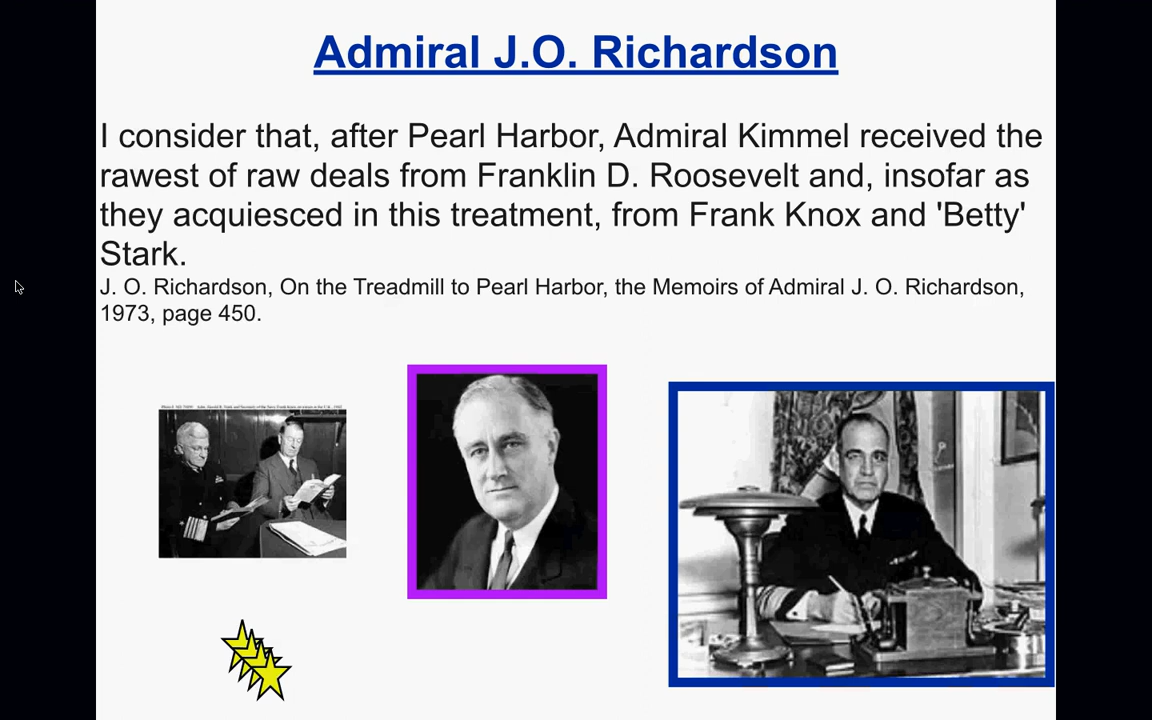 Admiral J.O. Richardson
I consider that, after Pearl Harbor, Admiral Kimmel received the
rawest of raw deals from Franklin D. Roosevelt and, insofar as
they acquiesced in this treatment, from Frank Knox and 'Betty'
Stark.
J. O. Richardson, On the Treadmill to Pearl Harbor, the Memoirs of Admiral J. O. Richardson,
1973, page 450.